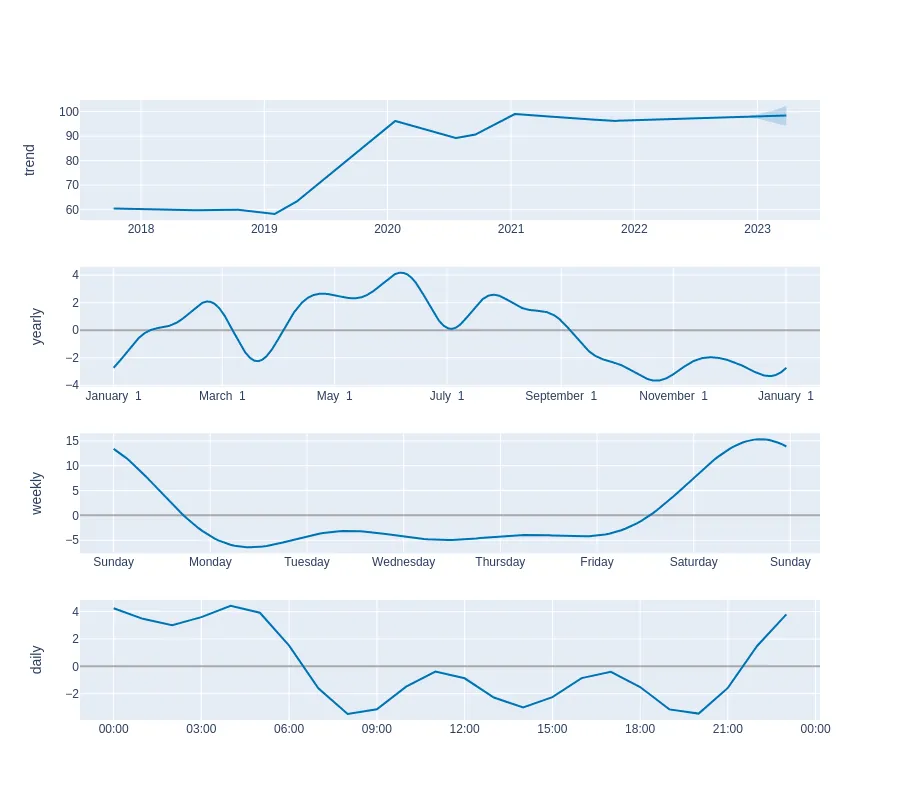 trend
100
90
80
70
60
2018 2019 2020 2021 2022 2023
yearly
4
2
0
−2
−4
January 1 March 1 May 1 July 1 September 1 November 1 January 1
weekly
15
10
5
0
−5
Sunday Monday Tuesday Wednesday Thursday Friday Saturday Sunday
daily
4
2
0
−2
00:00 03:00 06:00 09:00 12:00 15:00 18:00 21:00 00:00